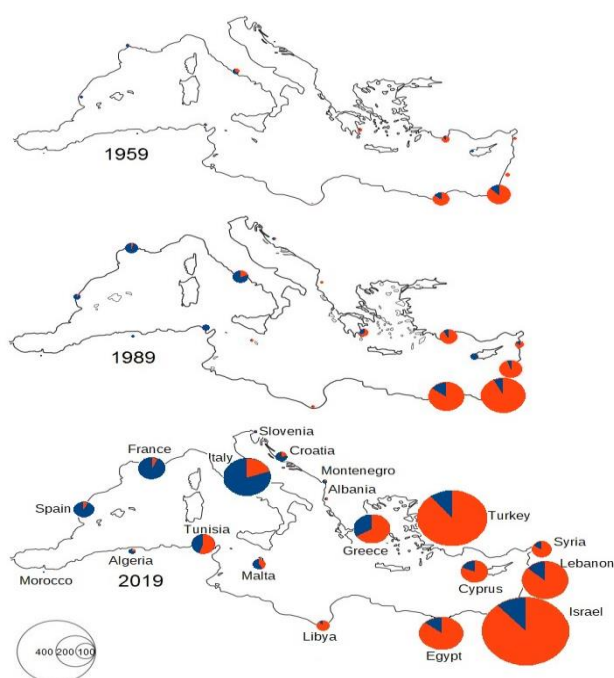 1959
1989
Slovenia
France
Italy
Croatia
Montenegro
Spain
Albania
Tunisia
Turkey
Greece
Syria
Algeria
Lebanon
Morocco
2019
Malta
Cyprus
Israel
Libya
Egypt
400 200 100